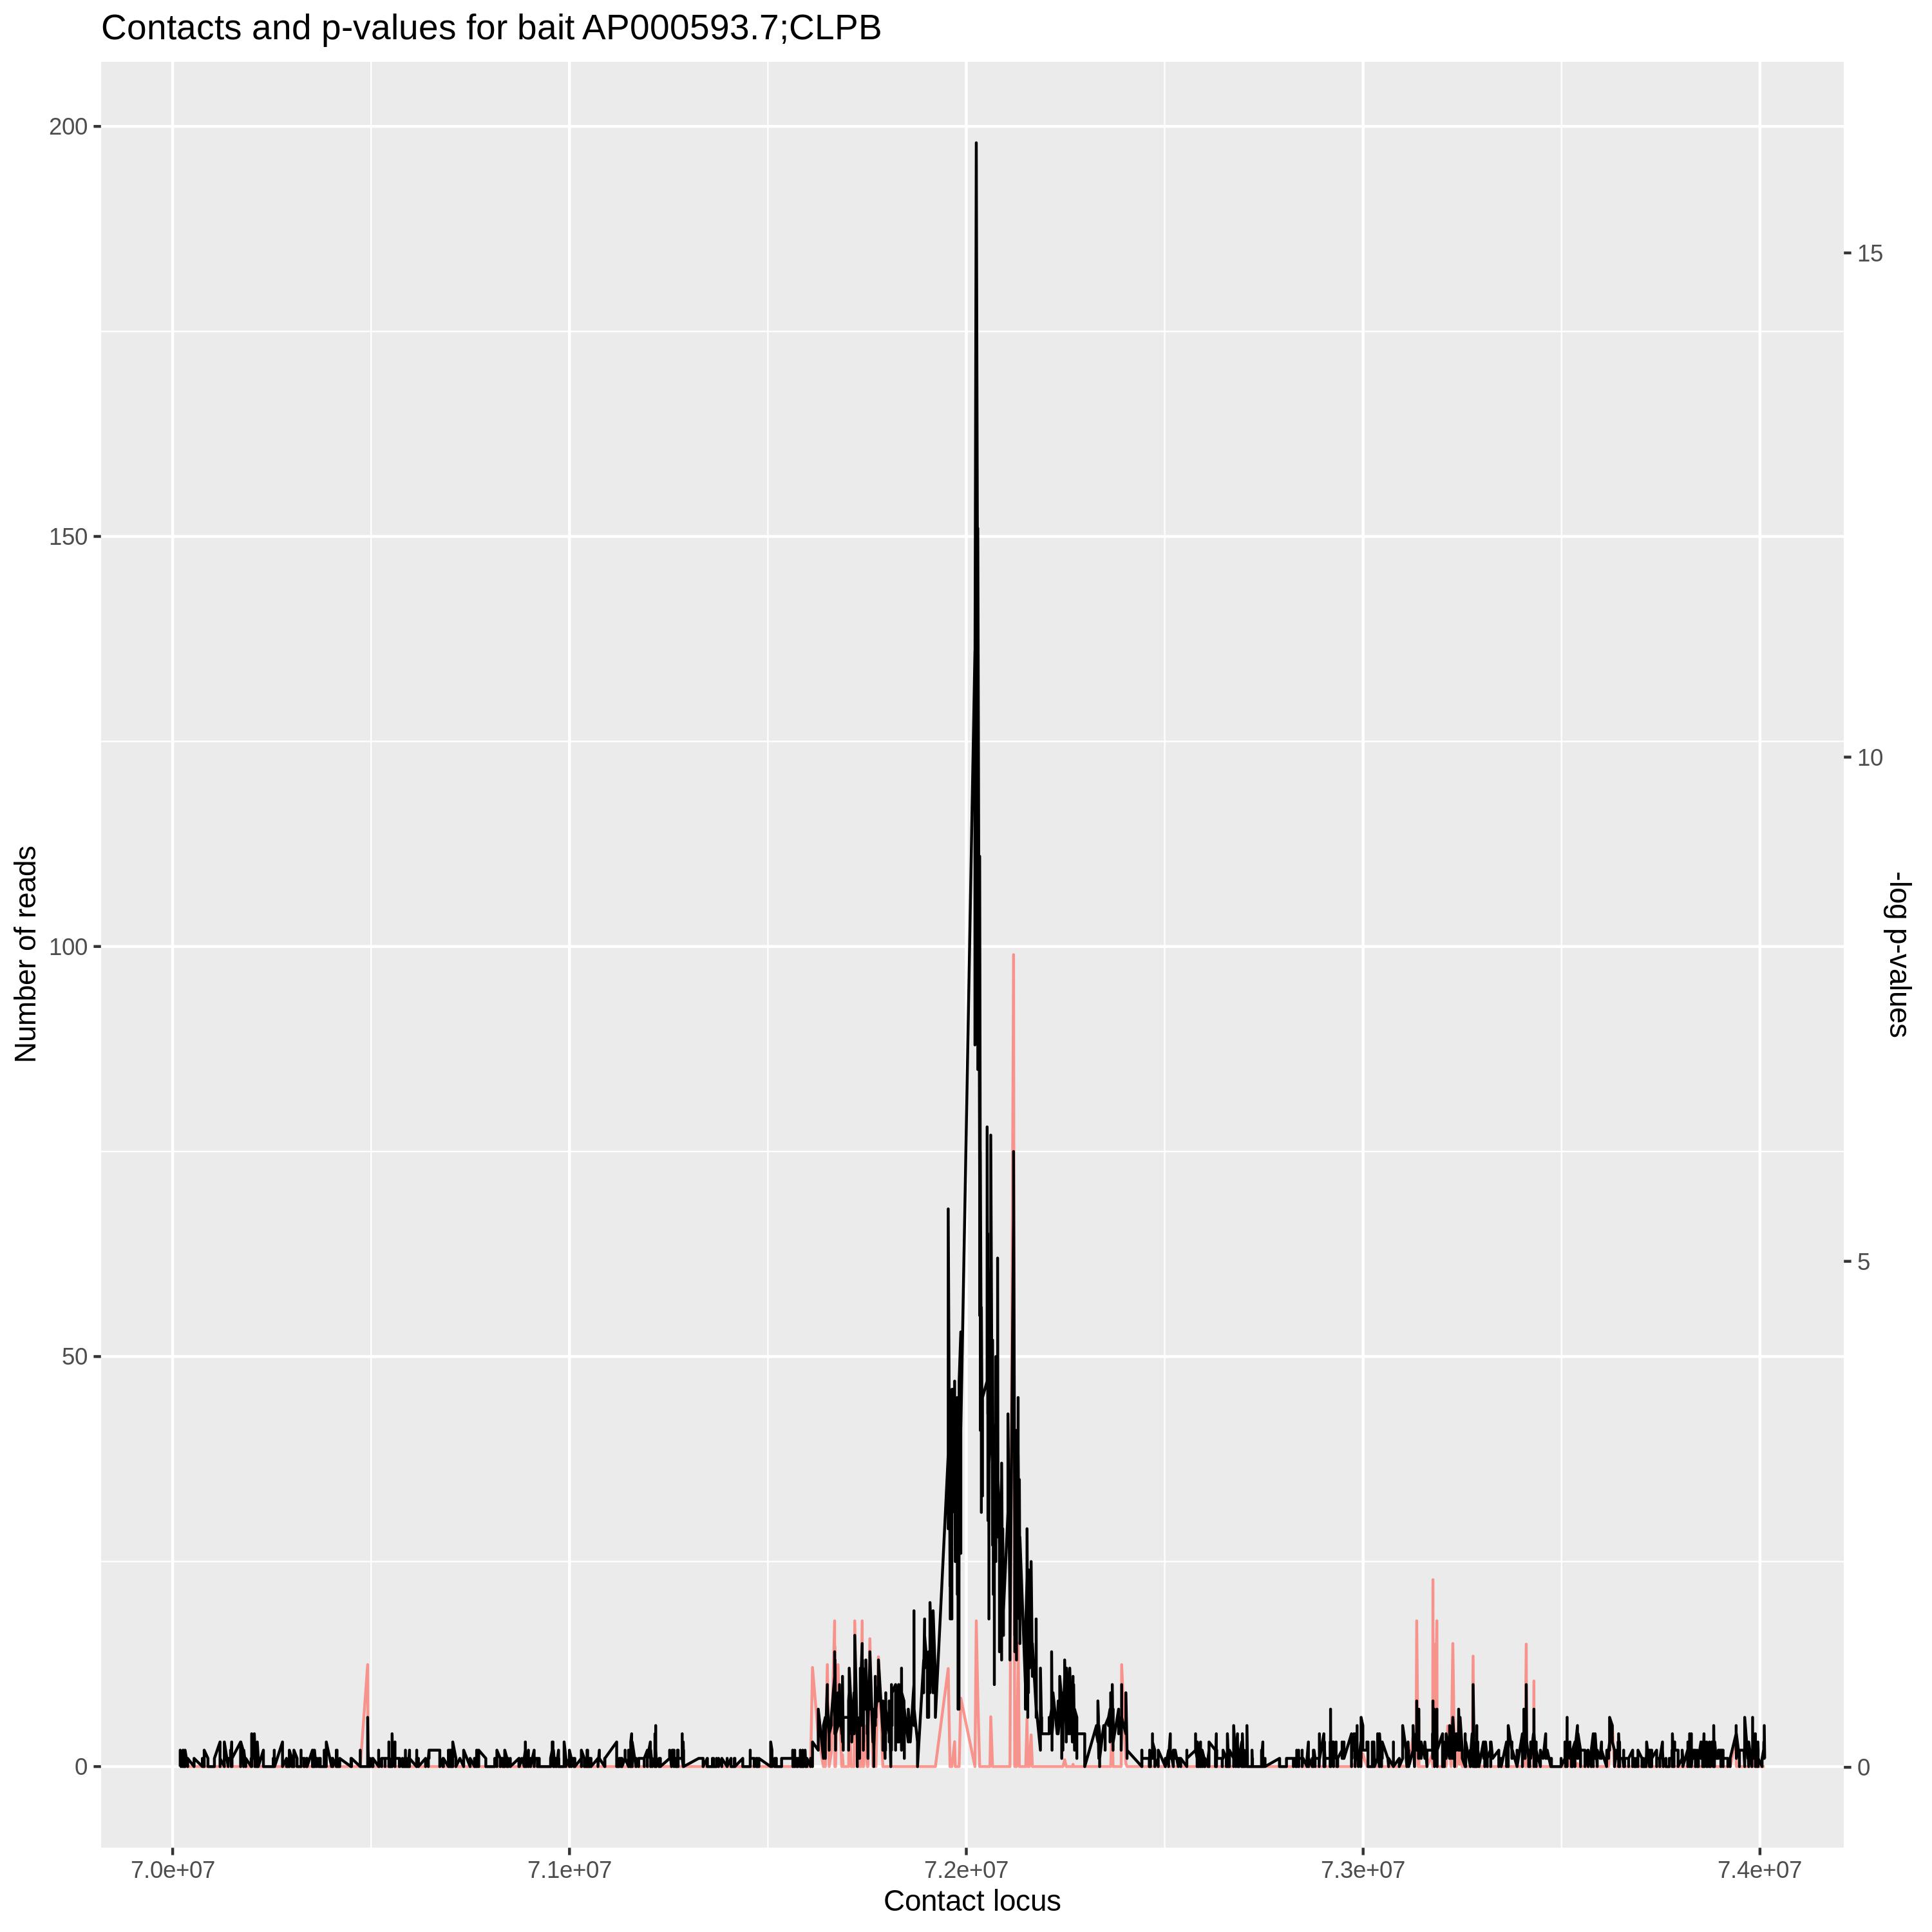 Contacts and p-values for bait AP000593.7;CLPB
200
150
100
50
0
Number of reads
15
10
5
0
-log p-values
7.0e+07
7.1e+07
7.2e+07
7.3e+07
7.4e+07
Contact locus